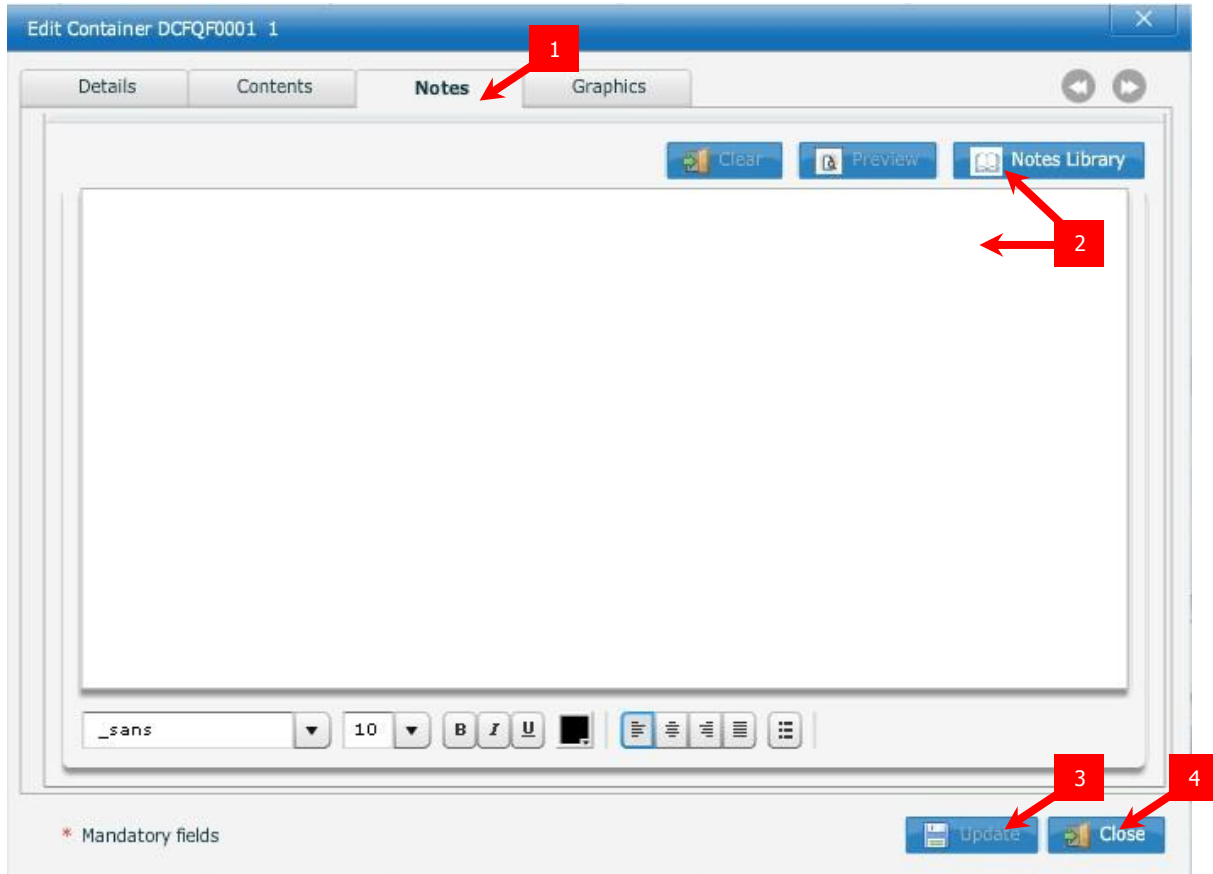 Edit Container DCFQF0001 1
1
Details Contents Notes Graphics
Clear Preview Notes Library
2
_sans 10 B I U
3 4
* Mandatory fields Update Close